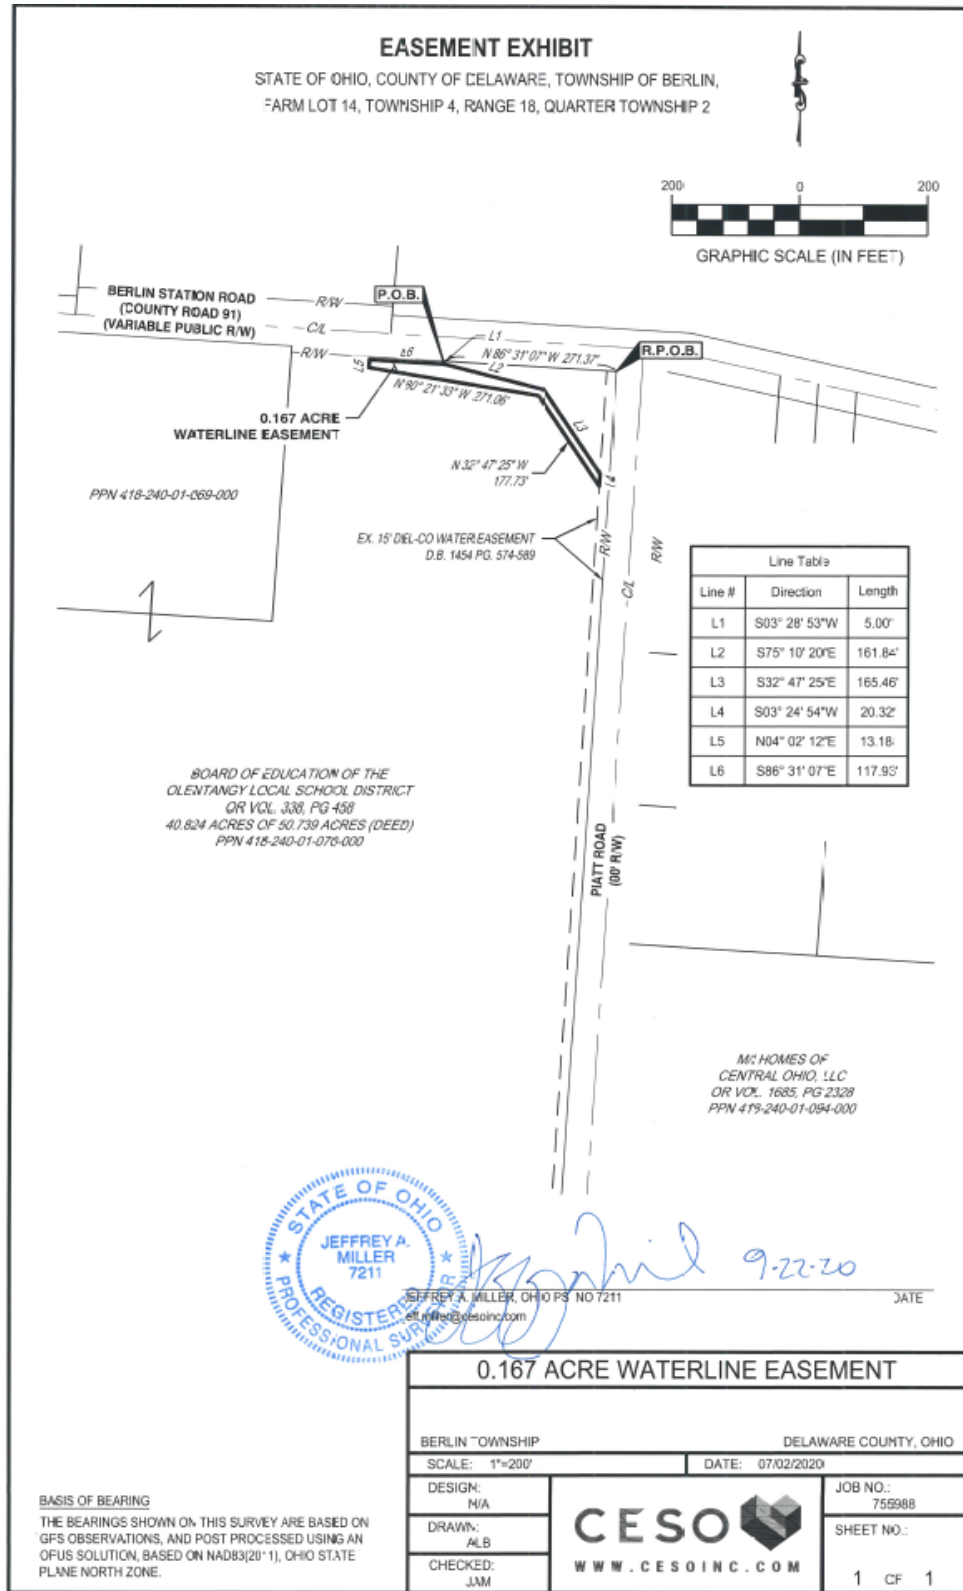 EASEMENT EXHIBIT
STATE OF OHIO, COUNTY OF DELAWARE, TOWNSHIP OF BERLIN,
FARM LOT 14, TOWNSHIP 4, RANGE 18, QUARTER TOWNSHIP 2
200 0 200
GRAPHIC SCALE (IN FEET)
BERLIN STATION ROAD
(COUNTY ROAD 91)
(VARIABLE PUBLIC R/W)
R/W
C/L
R/W
P.O.B.
R.P.O.B.
L1
N 86° 31' 07" W 271.37'
L2
L6
L5
N 80° 21' 33" W 271.06'
L3
0.167 ACRE
WATERLINE EASEMENT
N 32° 47' 25" W
177.73'
L4
PPN 418-240-01-069-000
EX. 15' DEL-CO WATER EASEMENT
D.B. 1454 PG. 574-589
R/W
R/W
C/L
Line Table
Line # Direction Length
L1 S03° 28' 53"W 5.00'
L2 S75° 10' 20"E 161.84'
L3 S32° 47' 25"E 165.46'
L4 S03° 24' 54"W 20.32'
L5 N04° 02' 12"E 13.18'
L6 S86° 31' 07"E 117.93'
BOARD OF EDUCATION OF THE
OLENTANGY LOCAL SCHOOL DISTRICT
OR VOL. 338, PG 458
40.824 ACRES OF 50.739 ACRES (DEED)
PPN 418-240-01-076-000
PIATT ROAD
(60' R/W)
M/I HOMES OF
CENTRAL OHIO, LLC
OR VOL. 1685, PG 2328
PPN 418-240-01-094-000
STATE OF OHIO
JEFFREY A.
MILLER
7211
REGISTERED
PROFESSIONAL SURVEYOR
9-22-20
JEFFREY A. MILLER, OHIO PS NO 7211 DATE
jeff.miller@cesoinc.com
0.167 ACRE WATERLINE EASEMENT
BERLIN TOWNSHIP DELAWARE COUNTY, OHIO
SCALE: 1"=200' DATE: 07/02/2020
DESIGN:
N/A
DRAWN:
ALB
CHECKED:
JAM
CESO
WWW.CESOINC.COM
JOB NO.:
755988
SHEET NO.:
1 OF 1
BASIS OF BEARING
THE BEARINGS SHOWN ON THIS SURVEY ARE BASED ON
GPS OBSERVATIONS, AND POST PROCESSED USING AN
OPUS SOLUTION, BASED ON NAD83(2011), OHIO STATE
PLANE NORTH ZONE.